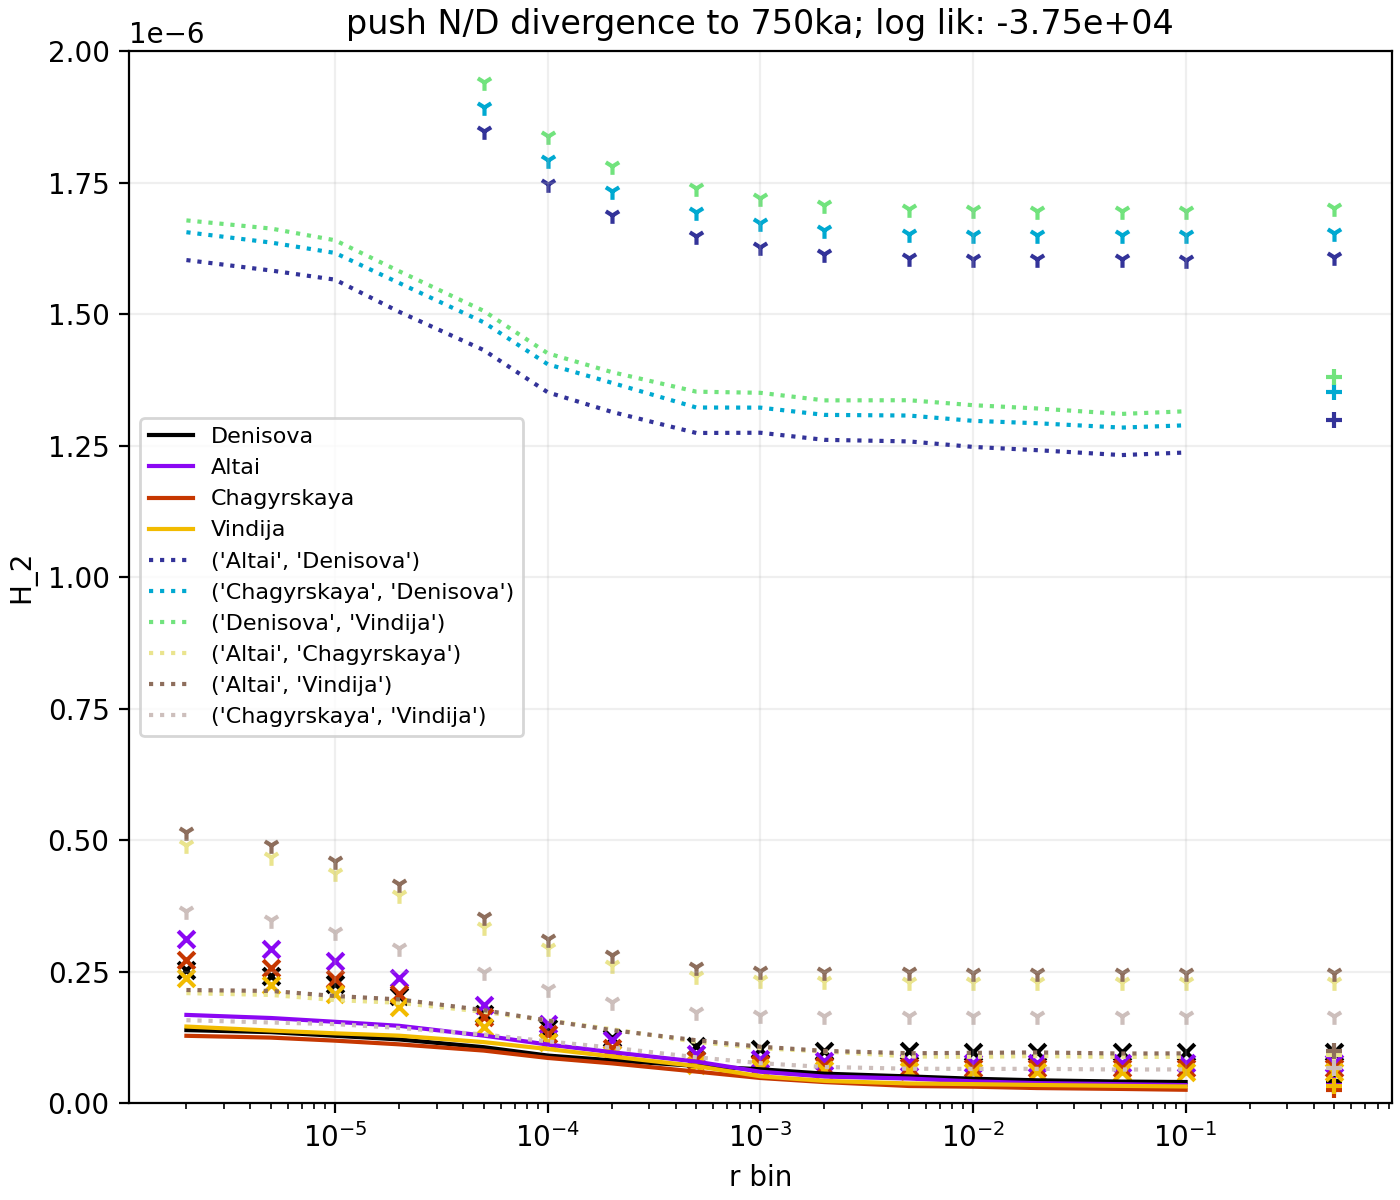 push N/D divergence to 750ka; log lik: -3.75e+04
1e−6
2.00
1.75
1.50
1.25
1.00
0.75
0.50
0.25
0.00
H_2
Denisova
Altai
Chagyrskaya
Vindija
('Altai', 'Denisova')
('Chagyrskaya', 'Denisova')
('Denisova', 'Vindija')
('Altai', 'Chagyrskaya')
('Altai', 'Vindija')
('Chagyrskaya', 'Vindija')
10⁻⁵ 10⁻⁴ 10⁻³ 10⁻² 10⁻¹
r bin